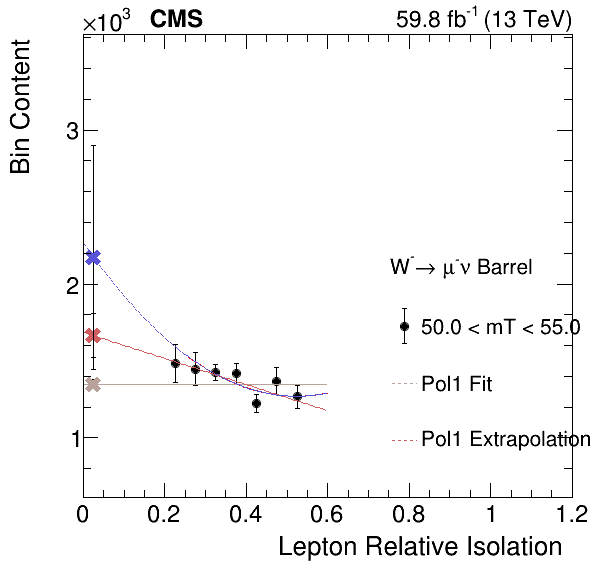 ×10³ CMS 59.8 fb⁻¹ (13 TeV)
Bin Content
3
2
1
W⁻→ μ⁻ν Barrel
50.0 < mT < 55.0
Pol1 Fit
Pol1 Extrapolation
0 0.2 0.4 0.6 0.8 1 1.2
Lepton Relative Isolation